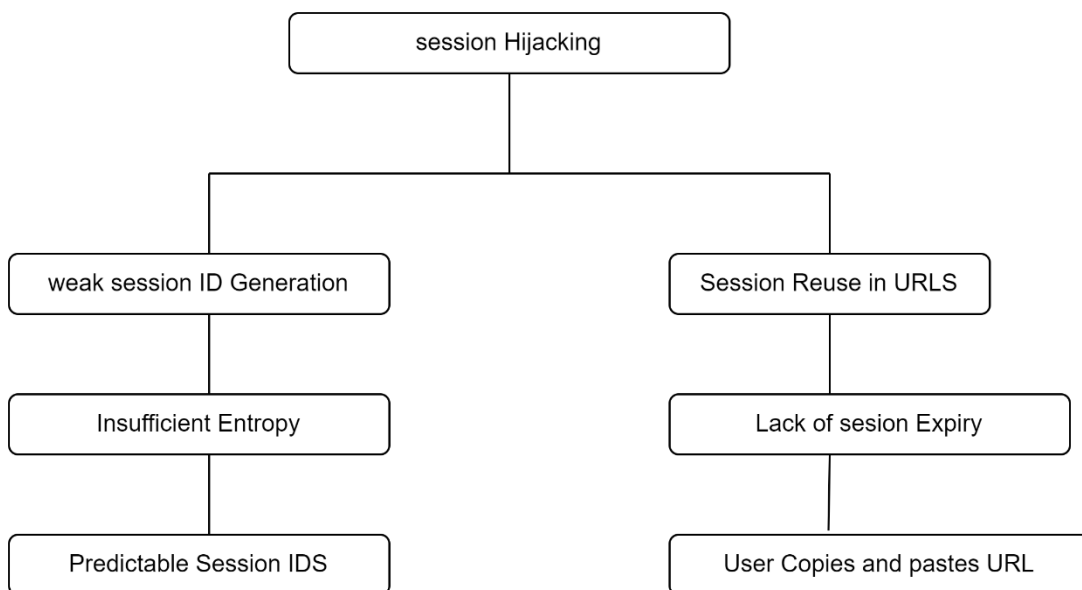 session Hijacking
weak session ID Generation
Session Reuse in URLS
Insufficient Entropy
Lack of sesion Expiry
Predictable Session IDS
User Copies and pastes URL